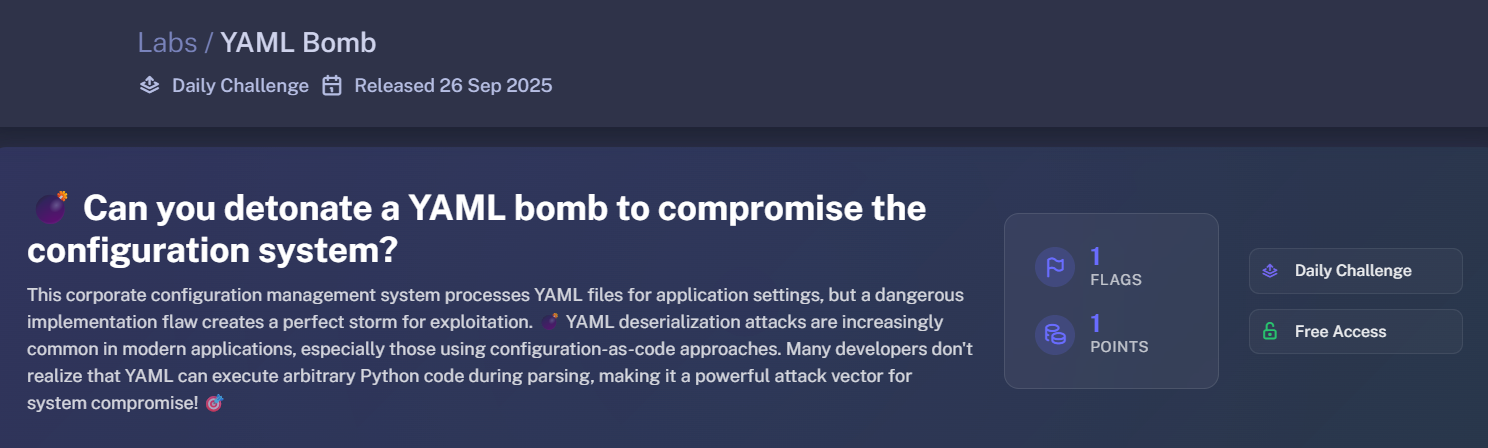 Labs / YAML Bomb
Daily Challenge Released 26 Sep 2025
Can you detonate a YAML bomb to compromise the
configuration system?
This corporate configuration management system processes YAML files for application settings, but a dangerous
implementation flaw creates a perfect storm for exploitation. 💣 YAML deserialization attacks are increasingly
common in modern applications, especially those using configuration-as-code approaches. Many developers don't
realize that YAML can execute arbitrary Python code during parsing, making it a powerful attack vector for
system compromise! 🎯
1
FLAGS
1
POINTS
Daily Challenge
Free Access